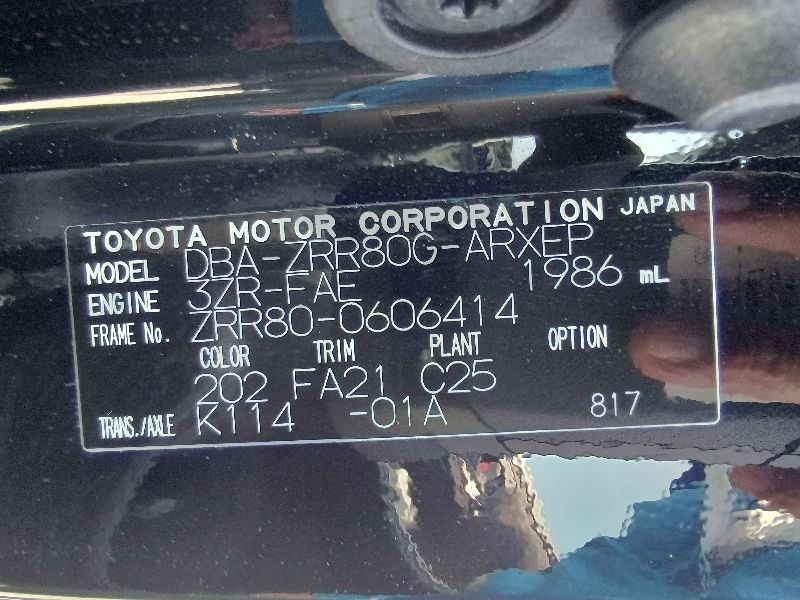 TOYOTA MOTOR CORPORATION JAPAN
MODEL DBA-ZRR80G-ARXEP
ENGINE 3ZR-FAE 1986 mL
FRAME No. ZRR80-0606414
COLOR TRIM PLANT OPTION
202 FA21 C25
TRANS./AXLE K114 -01A 817